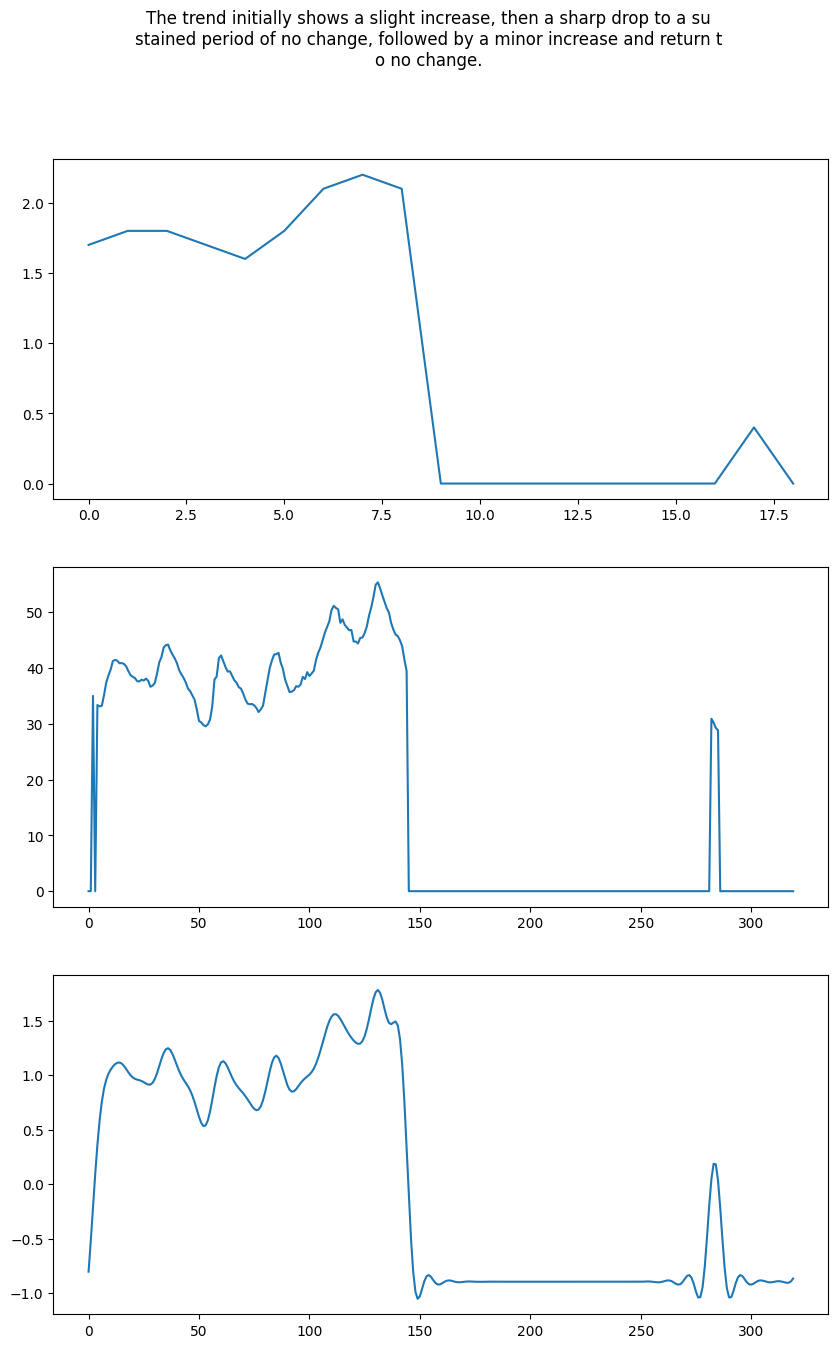 The trend initially shows a slight increase, then a sharp drop to a su
stained period of no change, followed by a minor increase and return t
o no change.
2.0
1.5
1.0
0.5
0.0
0.0 2.5 5.0 7.5 10.0 12.5 15.0 17.5
50
40
30
20
10
0
0 50 100 150 200 250 300
1.5
1.0
0.5
0.0
−0.5
−1.0
0 50 100 150 200 250 300